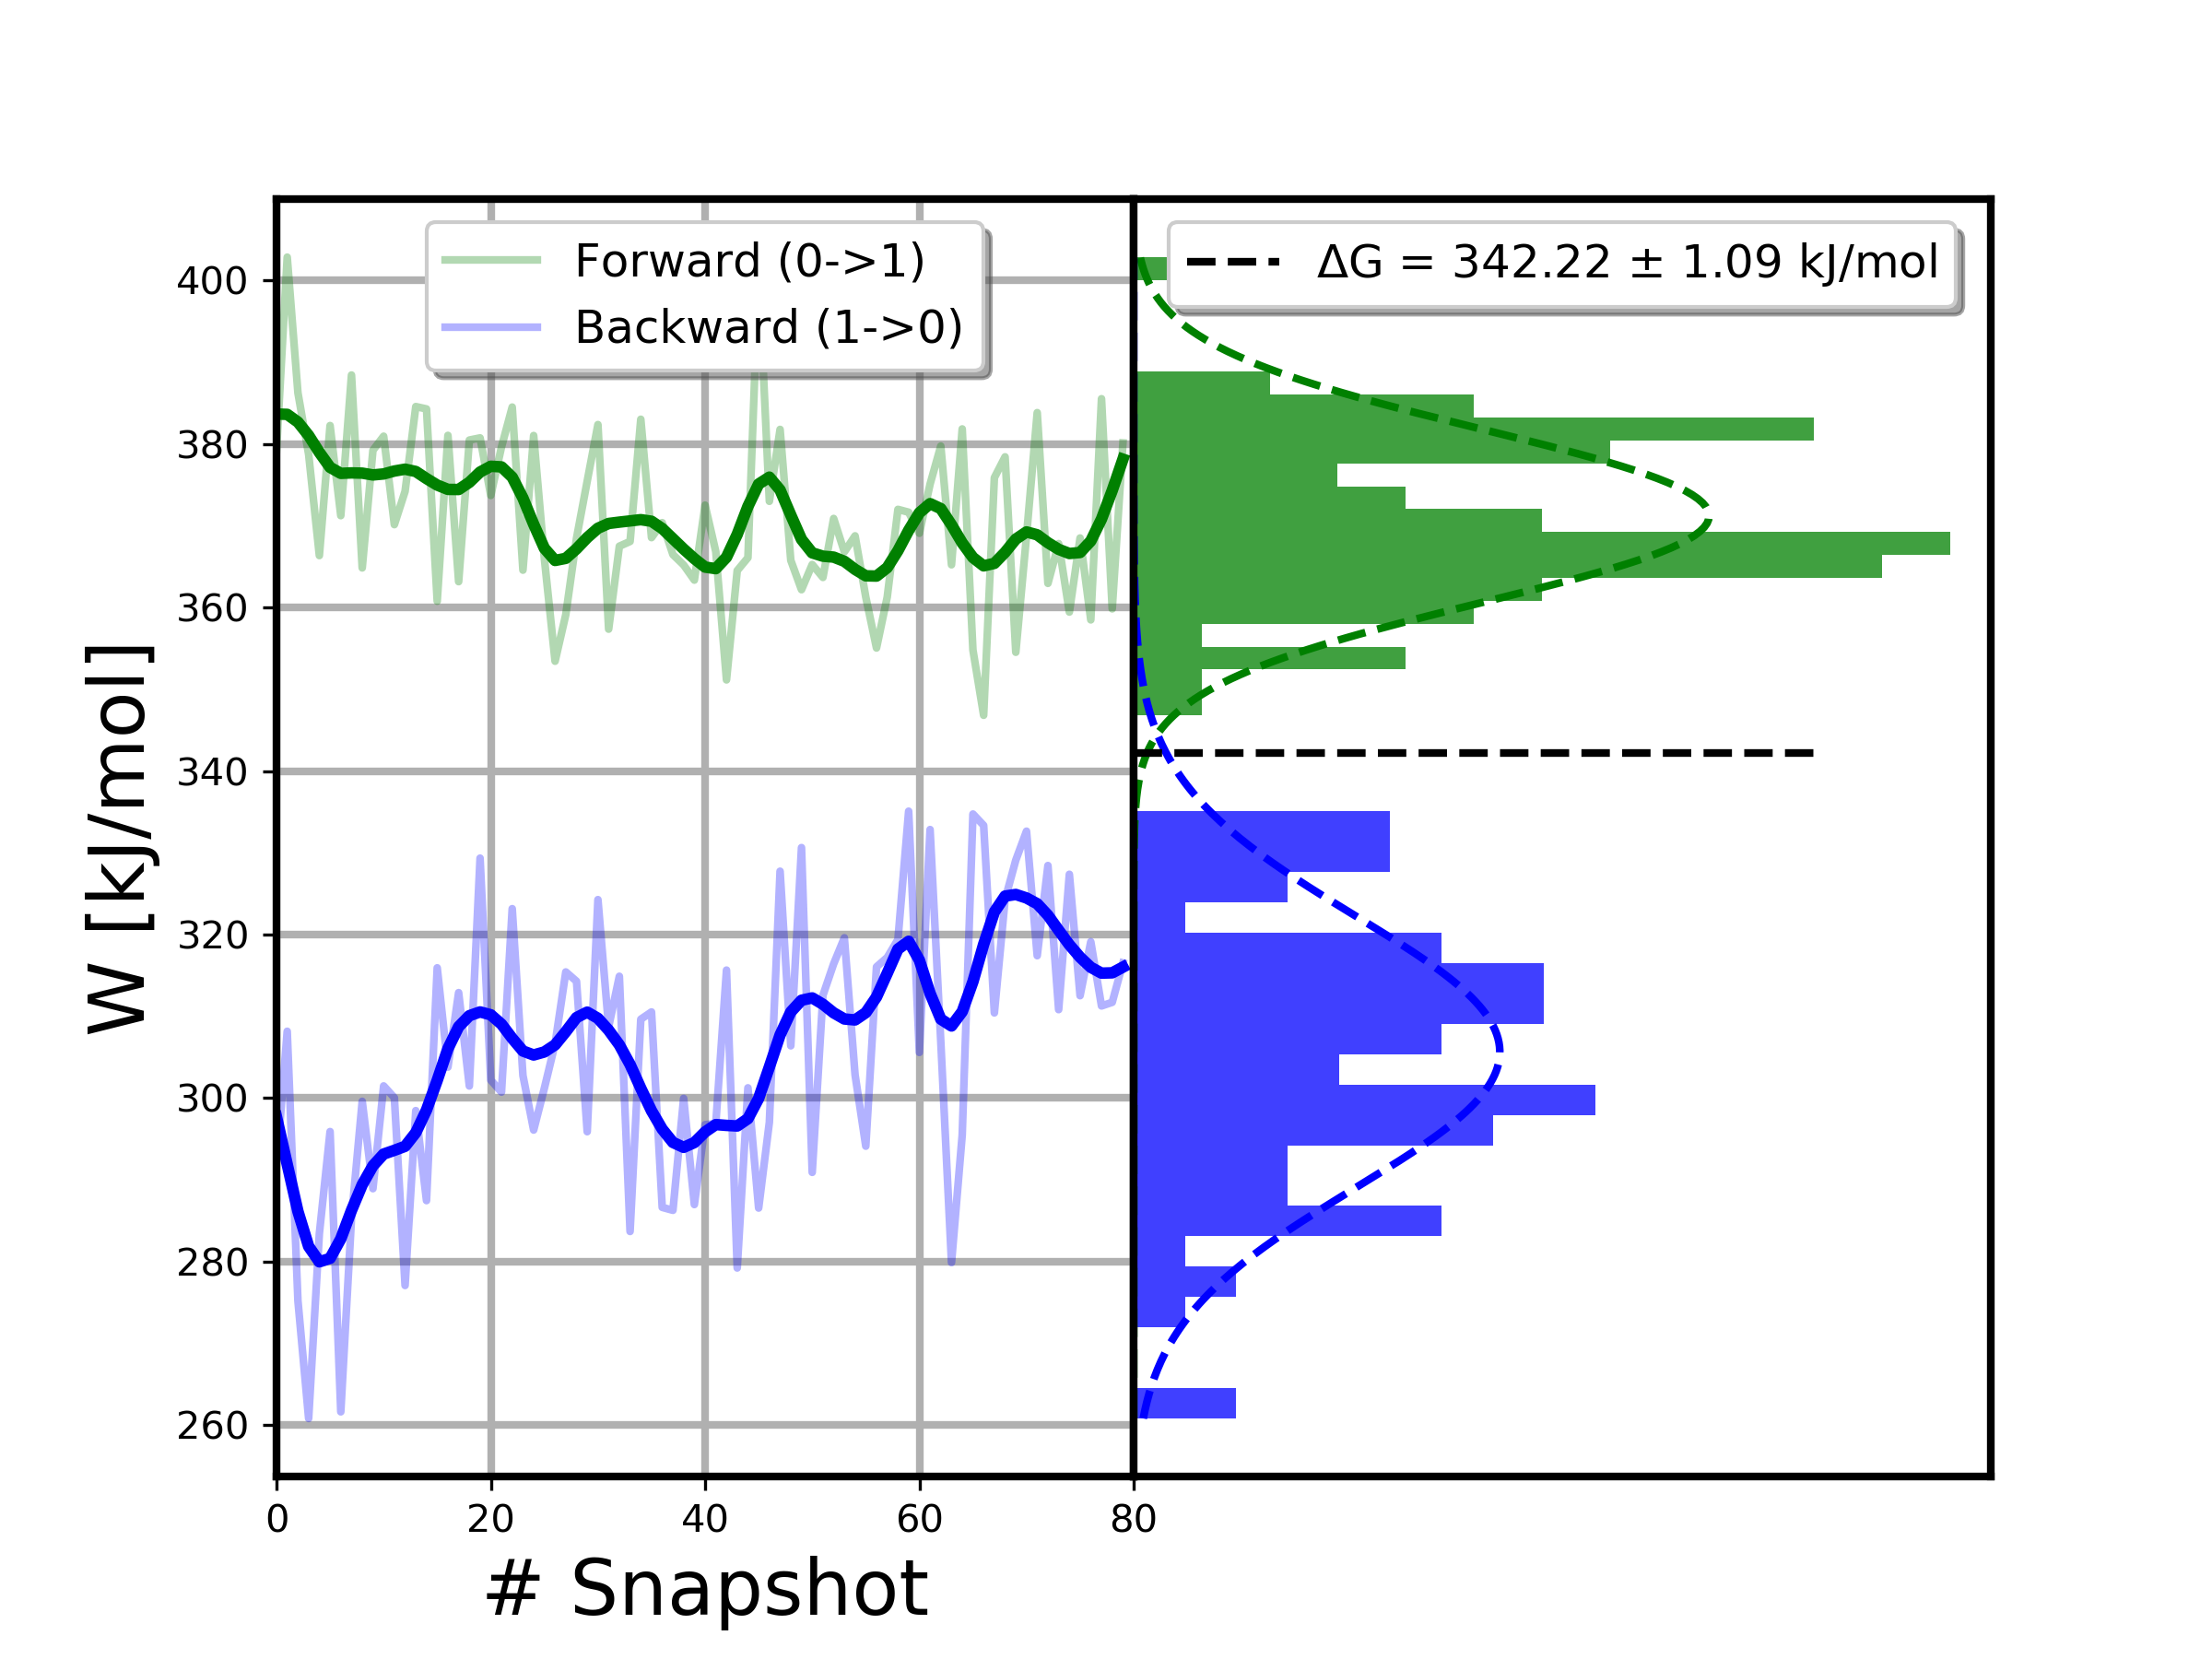 Forward (0->1)
Backward (1->0)
ΔG = 342.22 ± 1.09 kJ/mol
W [kJ/mol]
400
380
360
340
320
300
280
260
0 20 40 60 80
# Snapshot